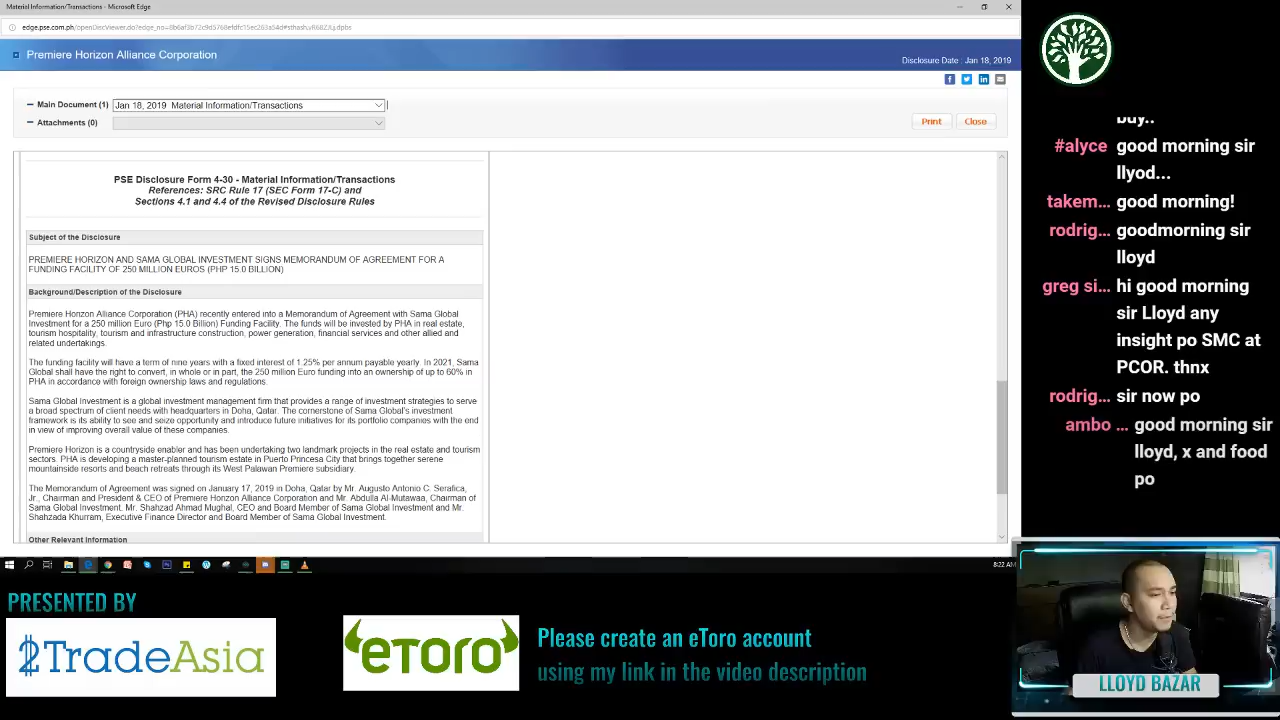 Material Information/Transactions - Microsoft Edge
Premiere Horizon Alliance Corporation
Disclosure Date : Jan 18, 2019
Main Document (1)
Jan 18, 2019 Material Information/Transactions
Attachments (0)
Print
Close
PSE Disclosure Form 4-30 - Material Information/Transactions
References: SRC Rule 17 (SEC Form 17-C) and
Sections 4.1 and 4.4 of the Revised Disclosure Rules
Subject of the Disclosure
PREMIERE HORIZON AND SAMA GLOBAL INVESTMENT SIGNS MEMORANDUM OF AGREEMENT FOR A
FUNDING FACILITY OF 250 MILLION EUROS (PHP 15.0 BILLION)
Background/Description of the Disclosure
Premiere Horizon Alliance Corporation (PHA) recently entered into a Memorandum of Agreement with Sama Global
Investment for a 250 million Euro (Php 15.0 Billion) Funding Facility. The funds will be invested by PHA in real estate,
tourism hospitality, tourism and infrastructure construction, power generation, financial services and other allied and
related undertakings.
The funding facility will have a term of nine years with a fixed interest of 1.25% per annum payable yearly. In 2021, Sama
Global shall have the right to convert, in whole or in part, the 250 million Euro funding into an ownership of up to 60% in
PHA in accordance with foreign ownership laws and regulations.
Sama Global Investment is a global investment management firm that provides a range of investment strategies to serve
a broad spectrum of client needs with headquarters in Doha, Qatar. The cornerstone of Sama Global's investment
framework is its ability to see and seize opportunity and introduce future initiatives for its portfolio companies with the end
in view of improving overall value of these companies.
Premiere Horizon is a countryside enabler and has been undertaking two landmark projects in the real estate and tourism
sectors. PHA is developing a master-planned tourism estate in Puerto Princesa City that brings together serene
mountainside resorts and beach retreats through its West Palawan Premiere subsidiary.
The Memorandum of Agreement was signed on January 17, 2019 in Doha, Qatar by Mr. Augusto Antonio C. Serafica,
Jr., Chairman and President & CEO of Premiere Horizon Alliance Corporation and Mr. Abdulla Al-Mutawaa, Chairman of
Sama Global Investment. Mr. Shahzad Ahmad Mughal, CEO and Board Member of Sama Global Investment and Mr.
Shahzada Khurram, Executive Finance Director and Board Member of Sama Global Investment.
Other Relevant Information
8:22 AM
buy..
#alyce good morning sir
llyod...
takem... good morning!
rodrig... goodmorning sir
lloyd
greg si... hi good morning
sir Lloyd any
insight po SMC at
PCOR. thnx
rodrig... sir now po
ambo ... good morning sir
lloyd, x and food
po
PRESENTED BY
2TradeAsia
eToro
Please create an eToro account
using my link in the video description
LLOYD BAZAR